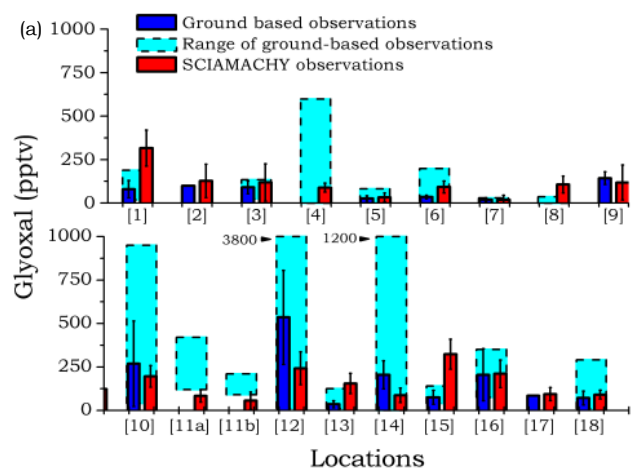 (a)
Ground based observations
Range of ground-based observations
SCIAMACHY observations
Glyoxal (pptv)
1000
750
500
250
0
[1] [2] [3] [4] [5] [6] [7] [8] [9]
1000
750
500
250
0
3800
1200
[10] [11a] [11b] [12] [13] [14] [15] [16] [17] [18]
Locations